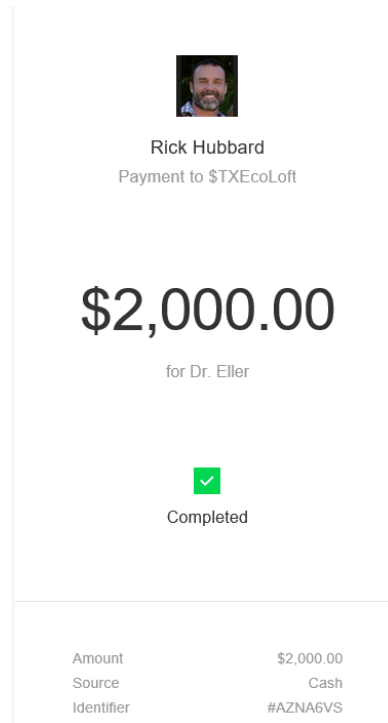 Rick Hubbard
Payment to $TXEcoLoft
$2,000.00
for Dr. Eller
Completed
Amount $2,000.00
Source Cash
Identifier #AZNA6VS